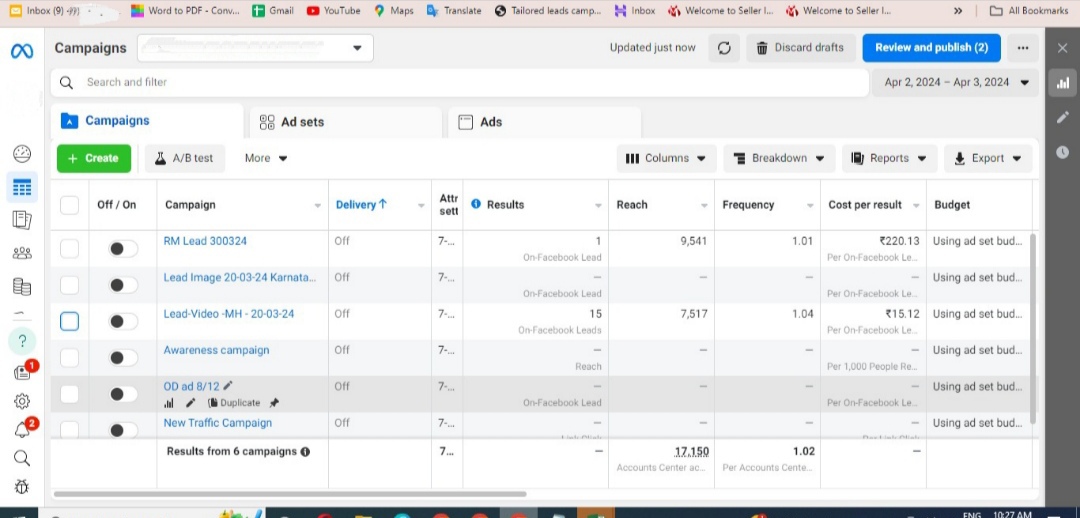 Inbox (9)
Word to PDF - Conv...
Gmail
YouTube
Maps
Translate
Tailored leads camp...
Inbox
Welcome to Seller I...
Welcome to Seller I...
»
All Bookmarks
Campaigns
Updated just now
Discard drafts
Review and publish (2)
...
Search and filter
Apr 2, 2024 – Apr 3, 2024
Campaigns
Ad sets
Ads
+ Create
A/B test
More
Columns
Breakdown
Reports
Export
Off / On
Campaign
Delivery ↑
Attr
sett
Results
Reach
Frequency
Cost per result
Budget
RM Lead 300324
Off
7-...
1
On-Facebook Lead
9,541
1.01
₹220.13
Per On-Facebook Le...
Using ad set bud...
Lead Image 20-03-24 Karnata...
Off
7-...
—
On-Facebook Lead
—
—
—
Per On-Facebook Le...
Using ad set bud...
Lead-Video -MH - 20-03-24
Off
7-...
15
On-Facebook Leads
7,517
1.04
₹15.12
Per On-Facebook Le...
Using ad set bud...
Awareness campaign
Off
7-...
—
Reach
—
—
—
Per 1,000 People Re...
Using ad set bud...
OD ad 8/12
Duplicate
Off
7-...
—
On-Facebook Lead
—
—
—
Per On-Facebook Le...
Using ad set bud...
New Traffic Campaign
Off
7-...
—
Link Click
—
—
—
Per Link Click
Using ad set bud...
Results from 6 campaigns
7...
—
17,150
Accounts Center ac...
1.02
Per Accounts Cente...
—
?
1
2
ENG
10:27 AM